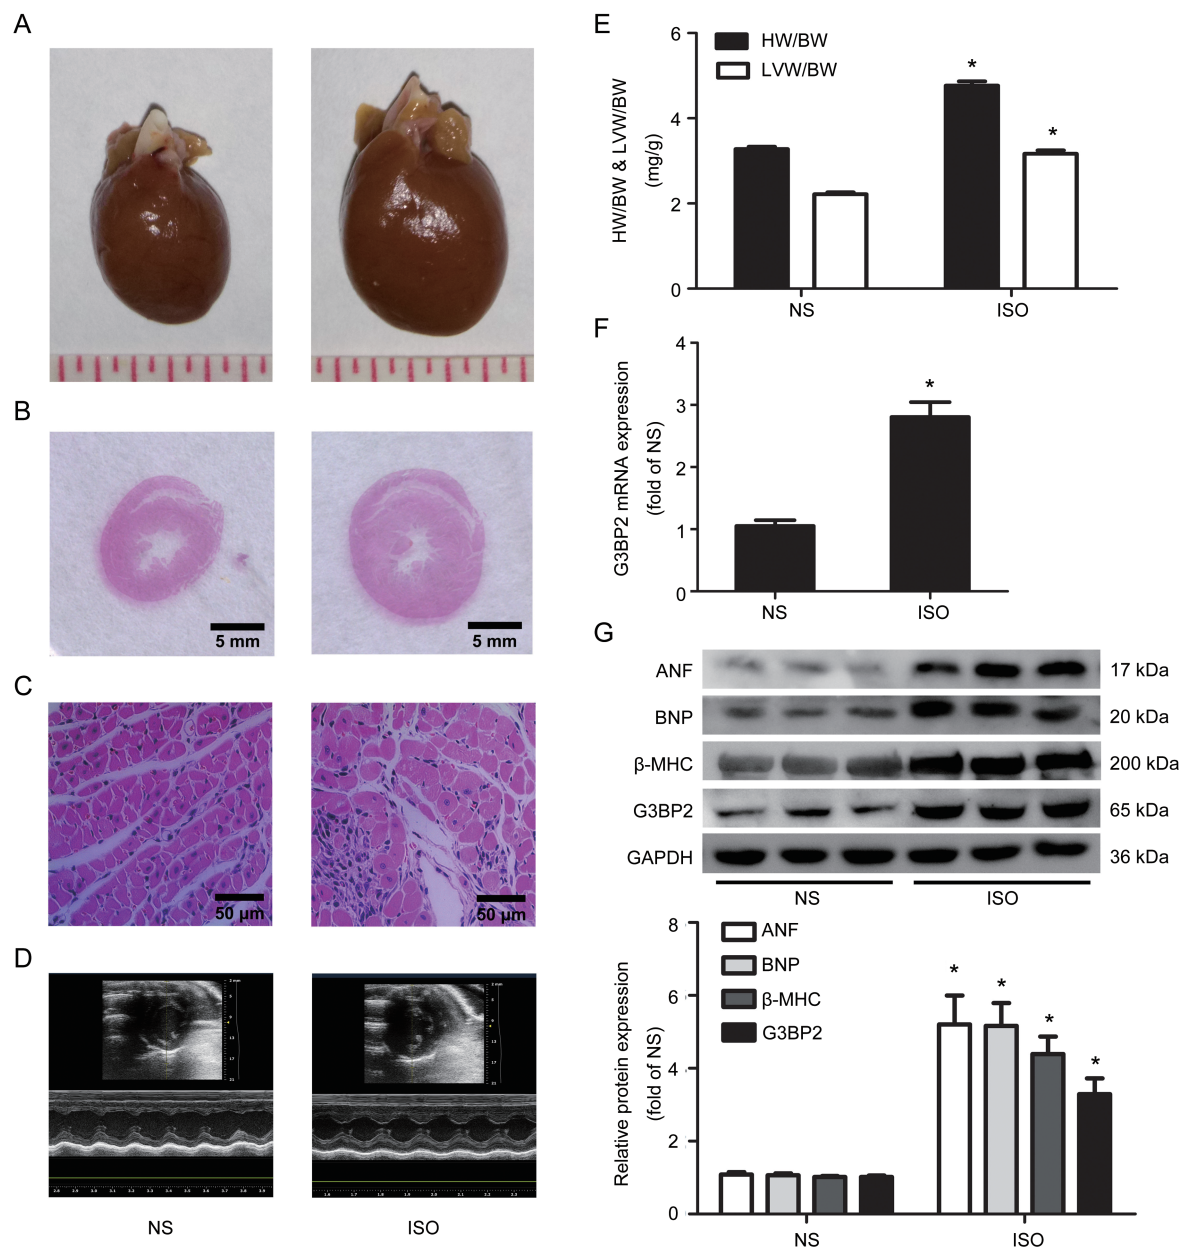 A
B
5 mm
5 mm
C
50 µm
50 µm
D
NS
ISO
E
HW/BW
LVW/BW
HW/BW & LVW/BW
(mg/g)
6
4
2
0
*
*
NS
ISO
F
G3BP2 mRNA expression
(fold of NS)
4
3
2
1
0
*
NS
ISO
G
ANF
17 kDa
BNP
20 kDa
β-MHC
200 kDa
G3BP2
65 kDa
GAPDH
36 kDa
NS
ISO
Relative protein expression
(fold of NS)
8
6
4
2
0
ANF
BNP
β-MHC
G3BP2
*
*
*
*
NS
ISO